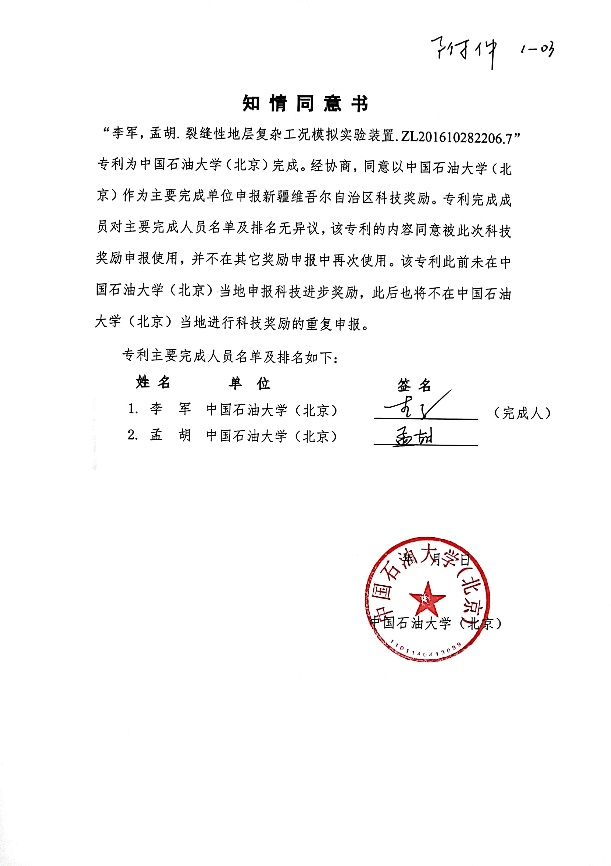 附件 1-03
知情同意书
“李军,孟胡.裂缝性地层复杂工况模拟实验装置.ZL201610282206.7”
专利为中国石油大学(北京)完成。经协商,同意以中国石油大学(北
京)作为主要完成单位申报新疆维吾尔自治区科技奖励。专利完成成
员对主要完成人员名单及排名无异议,该专利的内容同意被此次科技
奖励申报使用,并不在其它奖励申报中再次使用。该专利此前未在中
国石油大学(北京)当地申报科技进步奖励,此后也将不在中国石油
大学(北京)当地进行科技奖励的重复申报。
专利主要完成人员名单及排名如下:
姓名 单位 签名
1. 李军 中国石油大学(北京) 李军 (完成人)
2. 孟胡 中国石油大学(北京) 孟胡
年 月 日
中国石油大学(北京)
中国石油大学(北京)